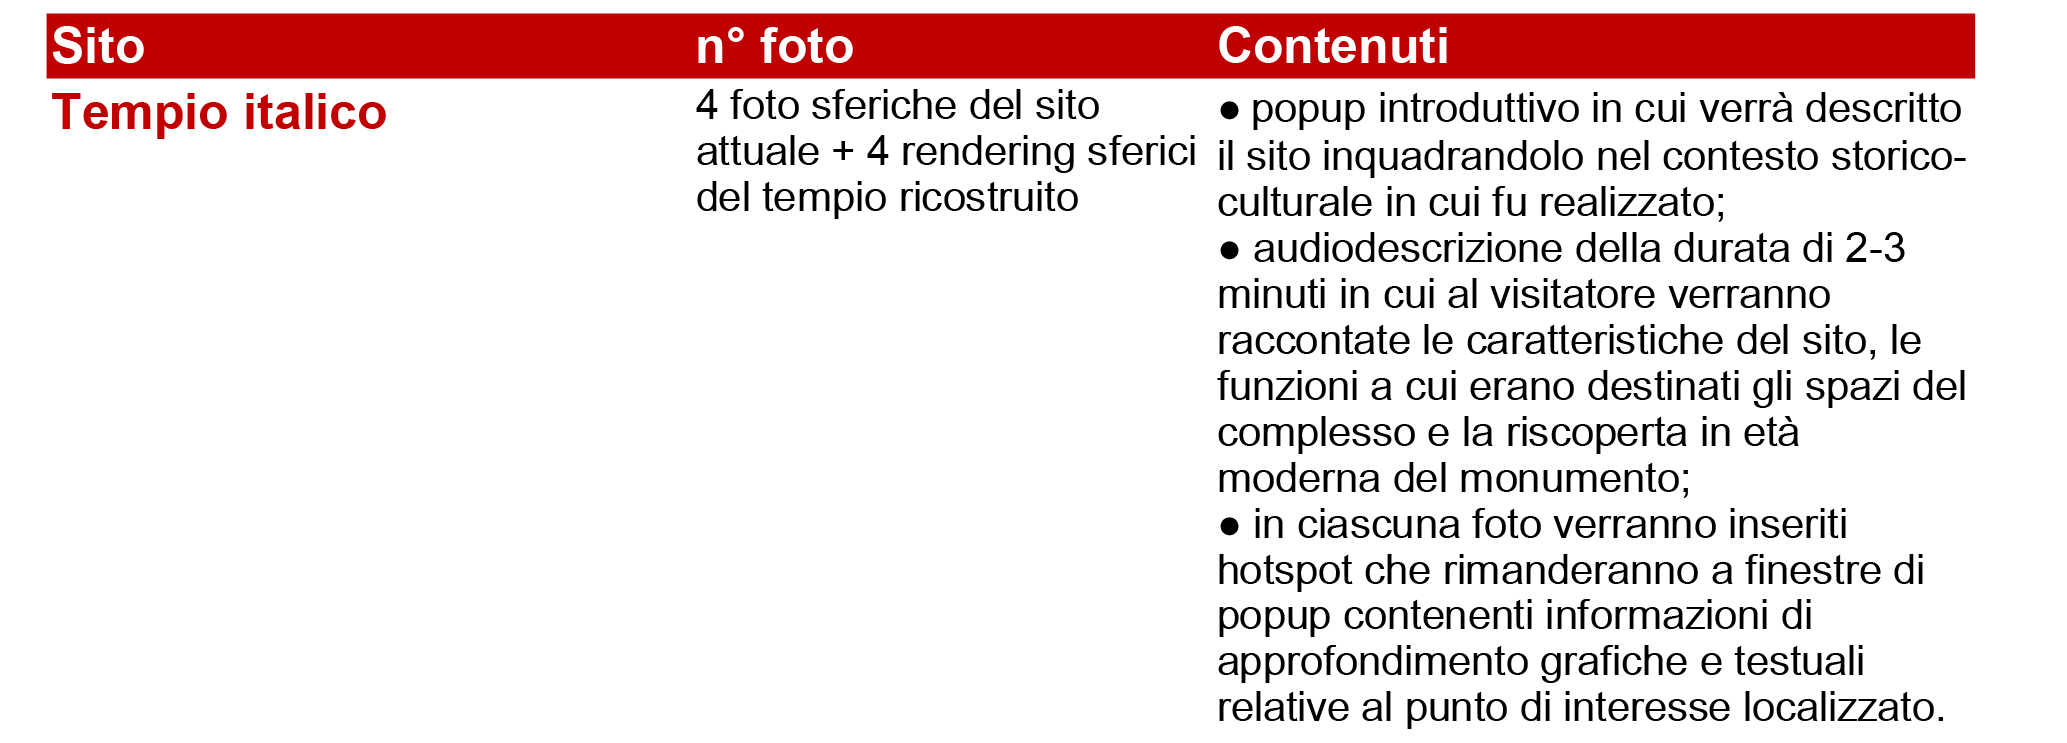 Sito n° foto Contenuti
Tempio italico
4 foto sferiche del sito
attuale + 4 rendering sferici
del tempio ricostruito
● popup introduttivo in cui verrà descritto
il sito inquadrandolo nel contesto storico-
culturale in cui fu realizzato;
● audiodescrizione della durata di 2-3
minuti in cui al visitatore verranno
raccontate le caratteristiche del sito, le
funzioni a cui erano destinati gli spazi del
complesso e la riscoperta in età
moderna del monumento;
● in ciascuna foto verranno inseriti
hotspot che rimanderanno a finestre di
popup contenenti informazioni di
approfondimento grafiche e testuali
relative al punto di interesse localizzato.